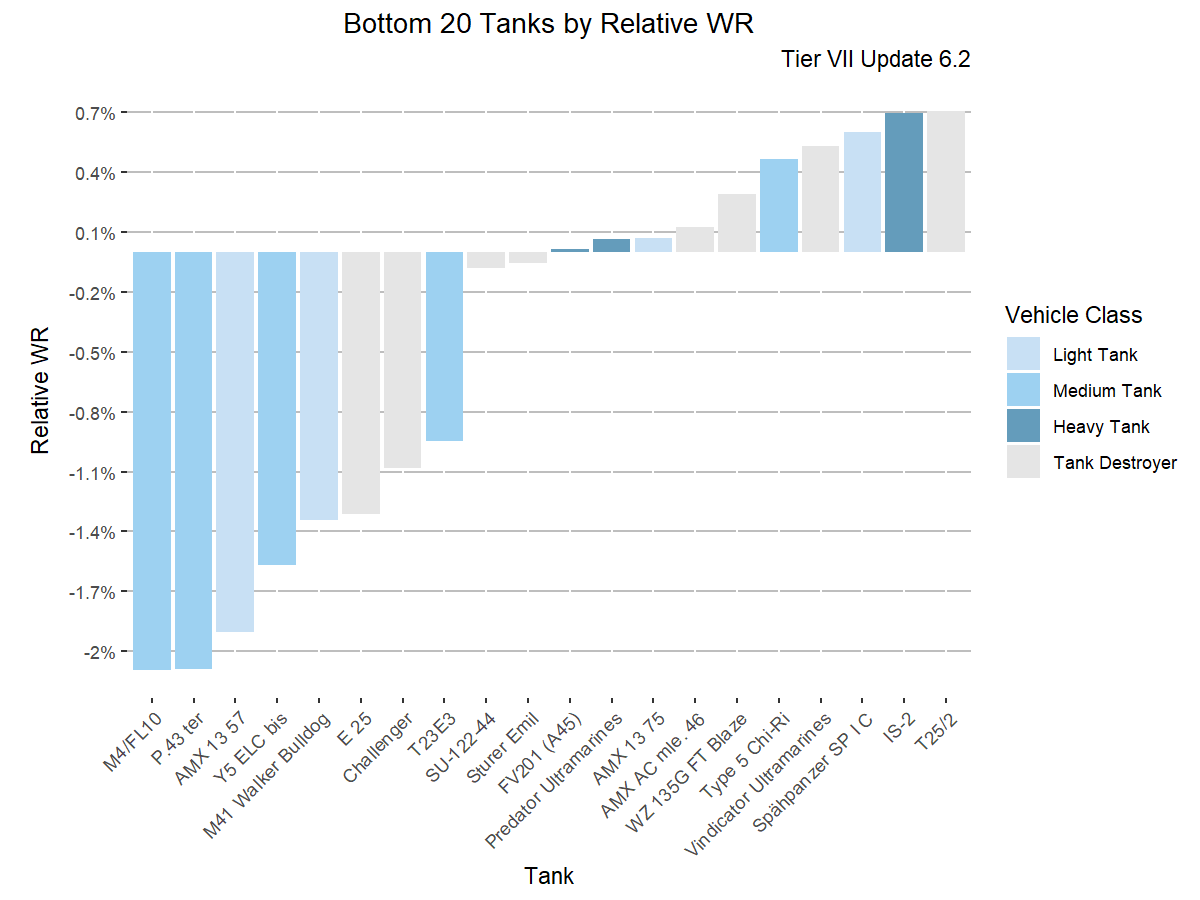 Bottom 20 Tanks by Relative WR
Tier VII Update 6.2
0.7%
0.4%
0.1%
-0.2%
-0.5%
-0.8%
-1.1%
-1.4%
-1.7%
-2%
Relative WR
M4/FL10
P.43 ter
AMX 13 57
Y5 ELC bis
M41 Walker Bulldog
E 25
Challenger
T23E3
SU-122-44
Sturer Emil
FV201 (A45)
Predator Ultramarines
AMX 13 75
AMX AC mle. 46
WZ 135G FT Blaze
Type 5 Chi-Ri
Vindicator Ultramarines
Spähpanzer SP I C
IS-2
T25/2
Tank
Vehicle Class
Light Tank
Medium Tank
Heavy Tank
Tank Destroyer